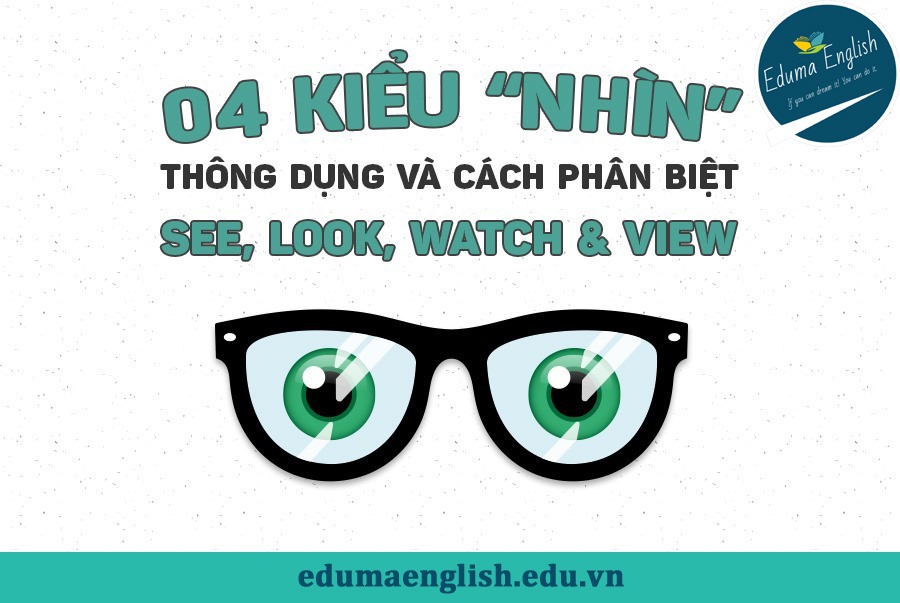 04 KIỂU “NHÌN”
THÔNG DỤNG VÀ CÁCH PHÂN BIỆT
SEE, LOOK, WATCH & VIEW
Eduma English
If you can dream it! You can do it.
edumaenglish.edu.vn